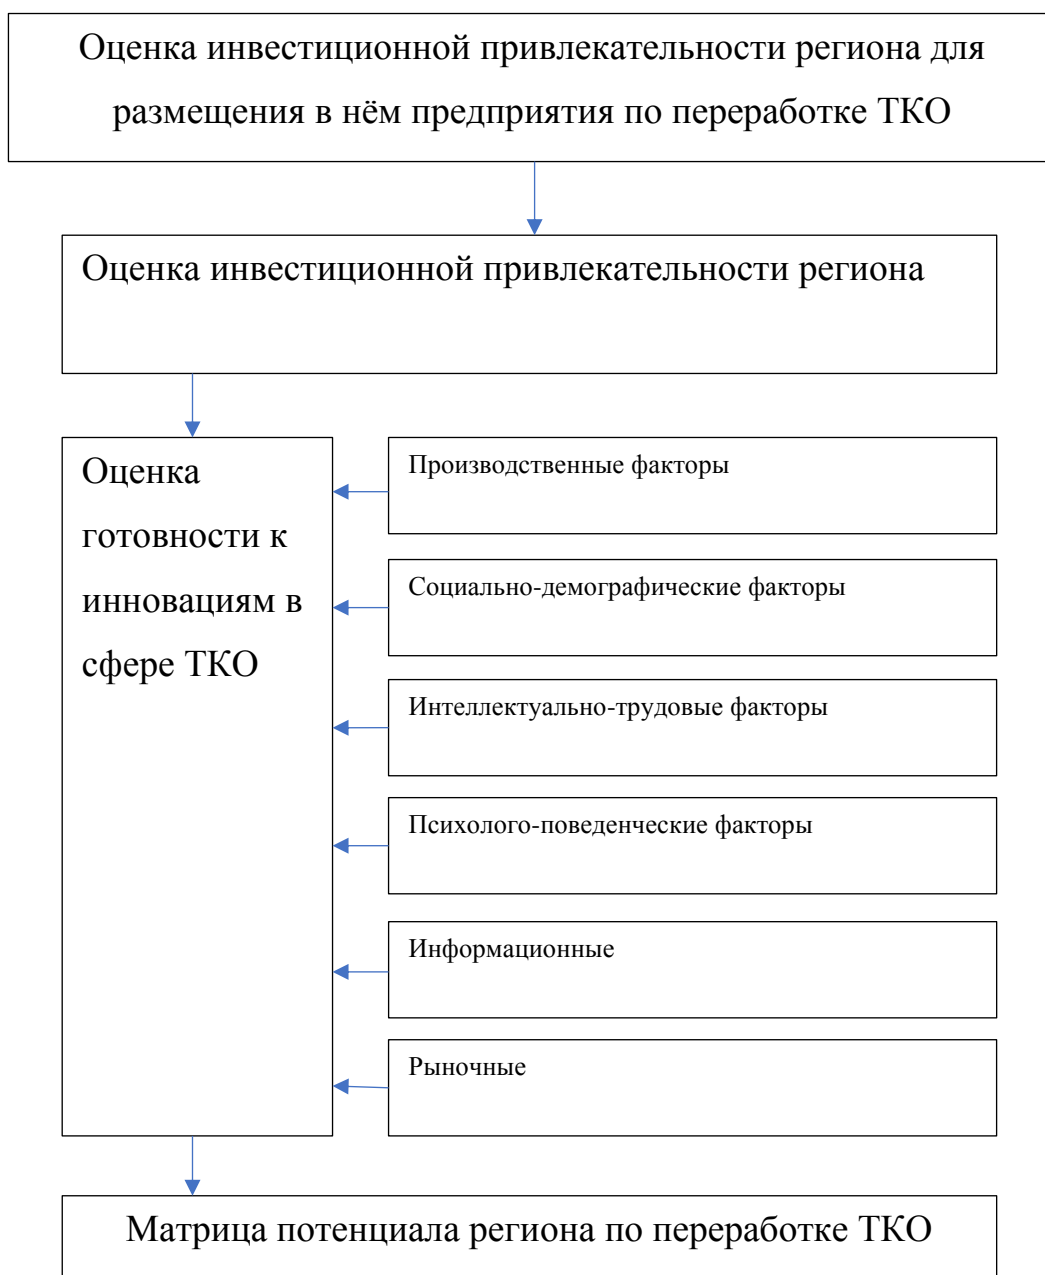 Оценка инвестиционной привлекательности региона для
размещения в нём предприятия по переработке ТКО
Оценка инвестиционной привлекательности региона
Оценка
готовности к
инновациям в
сфере ТКО
Производственные факторы
Социально-демографические факторы
Интеллектуально-трудовые факторы
Психолого-поведенческие факторы
Информационные
Рыночные
Матрица потенциала региона по переработке ТКО